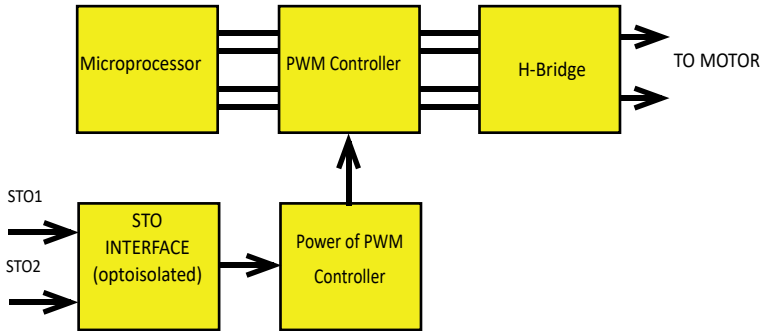 Microprocessor
PWM Controller
H-Bridge
TO MOTOR
STO1
STO2
STO
INTERFACE
(optoisolated)
Power of PWM
Controller